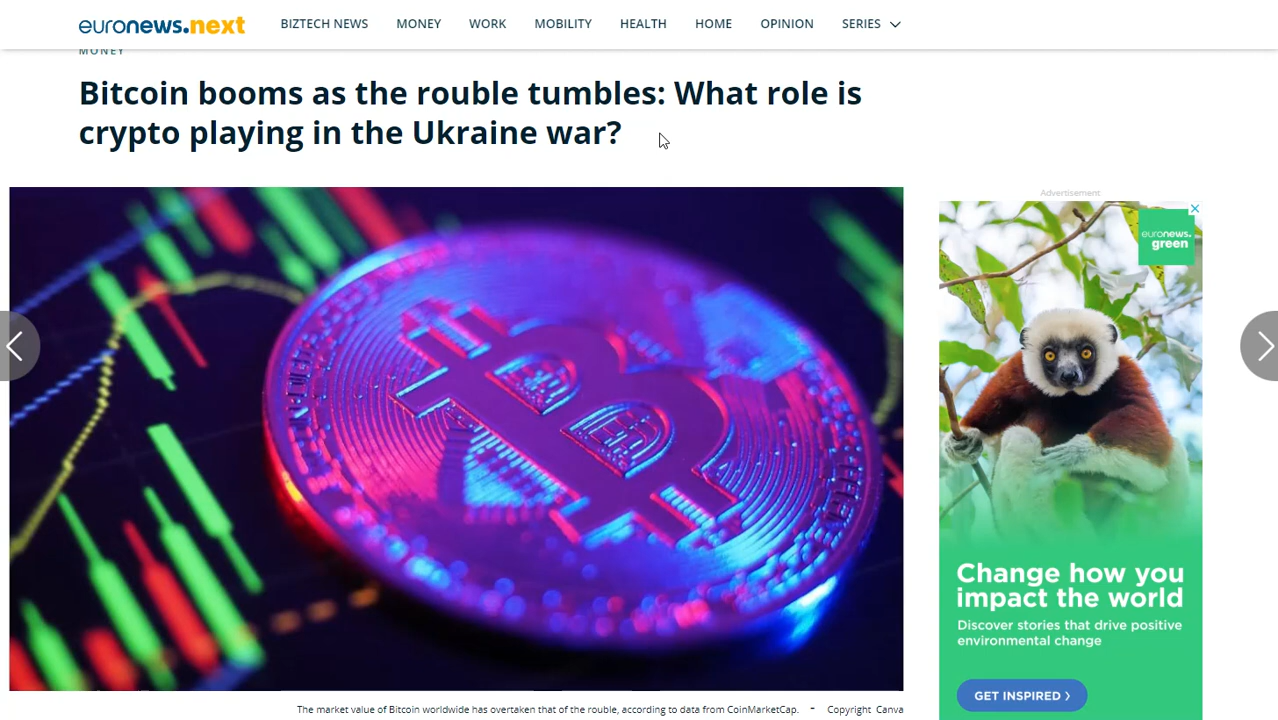 euronews.next
BIZTECH NEWS MONEY WORK MOBILITY HEALTH HOME OPINION SERIES
MONEY
Bitcoin booms as the rouble tumbles: What role is
crypto playing in the Ukraine war?
Advertisement
euronews.
green
Change how you
impact the world
Discover stories that drive positive
environmental change
GET INSPIRED
The market value of Bitcoin worldwide has overtaken that of the rouble, according to data from CoinMarketCap. - Copyright Canva